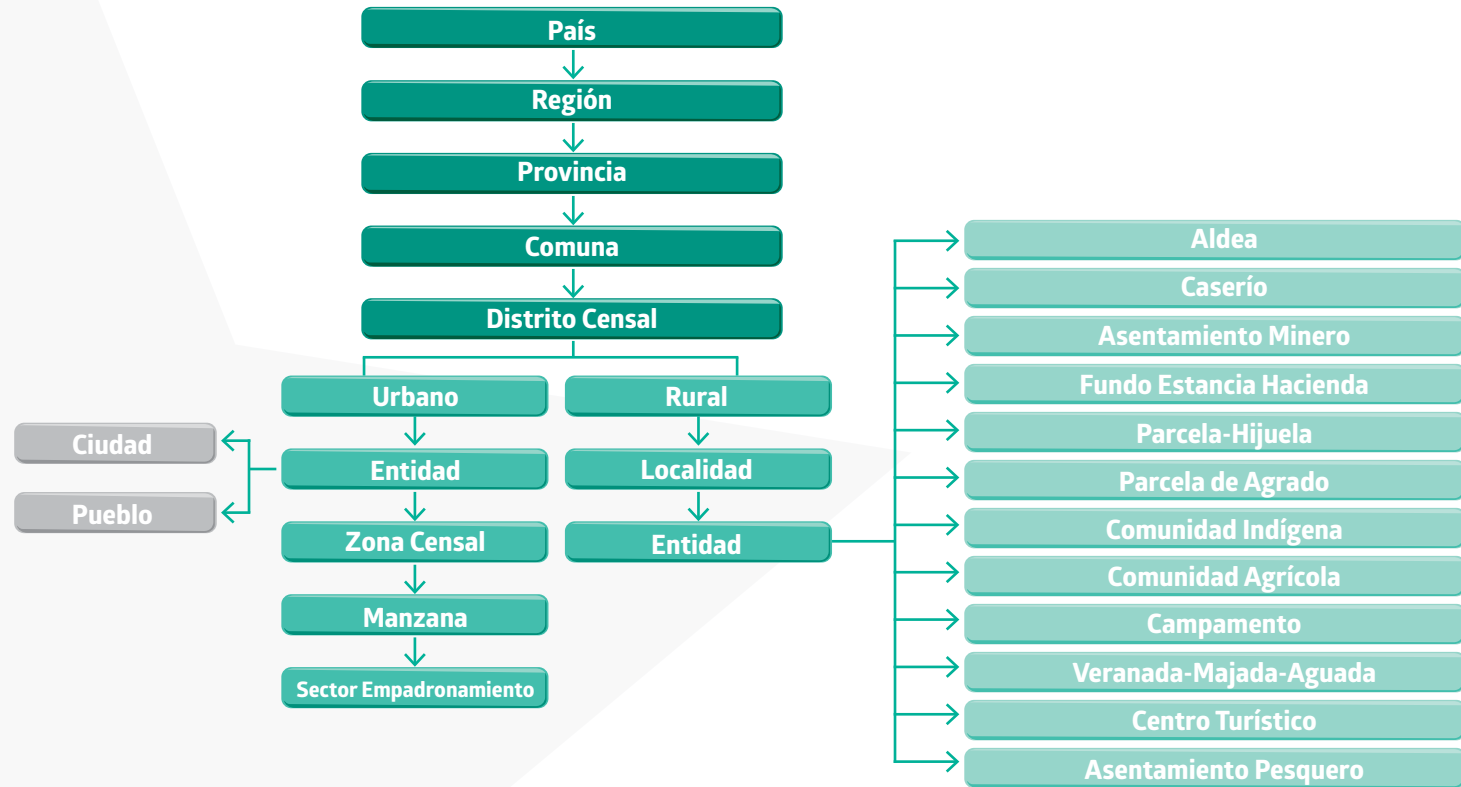 País
Región
Provincia
Comuna
Distrito Censal
Urbano
Rural
Ciudad
Pueblo
Entidad
Localidad
Zona Censal
Entidad
Manzana
Sector Empadronamiento
Aldea
Caserío
Asentamiento Minero
Fundo Estancia Hacienda
Parcela-Hijuela
Parcela de Agrado
Comunidad Indígena
Comunidad Agrícola
Campamento
Veranada-Majada-Aguada
Centro Turístico
Asentamiento Pesquero